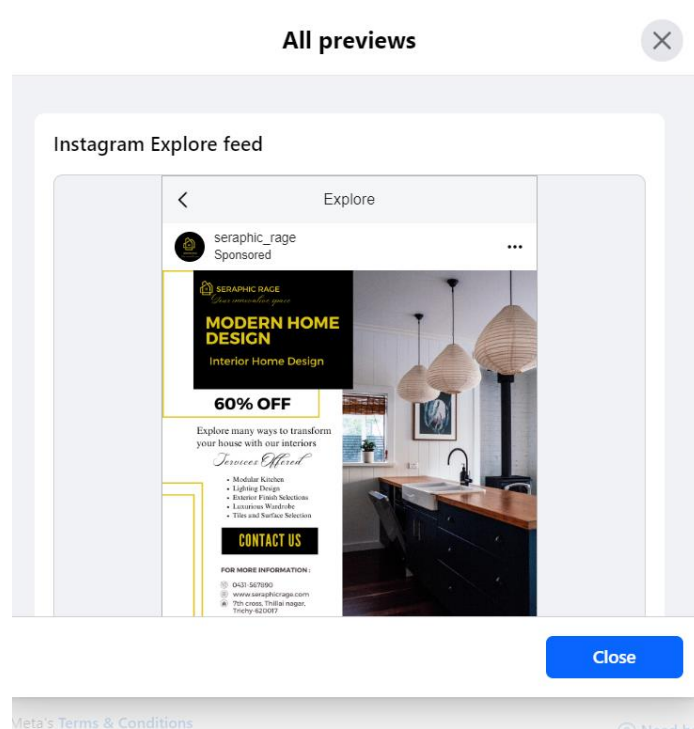 All previews
Instagram Explore feed
Explore
seraphic_rage
Sponsored
SERAPHIC RAGE
Your innovative space
MODERN HOME
DESIGN
Interior Home Design
60% OFF
Explore many ways to transform
your house with our interiors
Services Offered
• Modular Kitchen
• Lighting Design
• Exterior Finish Selections
• Luxurious Wardrobe
• Tiles and Surface Selection
CONTACT US
FOR MORE INFORMATION :
0431-567090
www.seraphicrage.com
7th cross, Thillai nagar,
Trichy-620017
Close
Meta's Terms & Conditions
Need